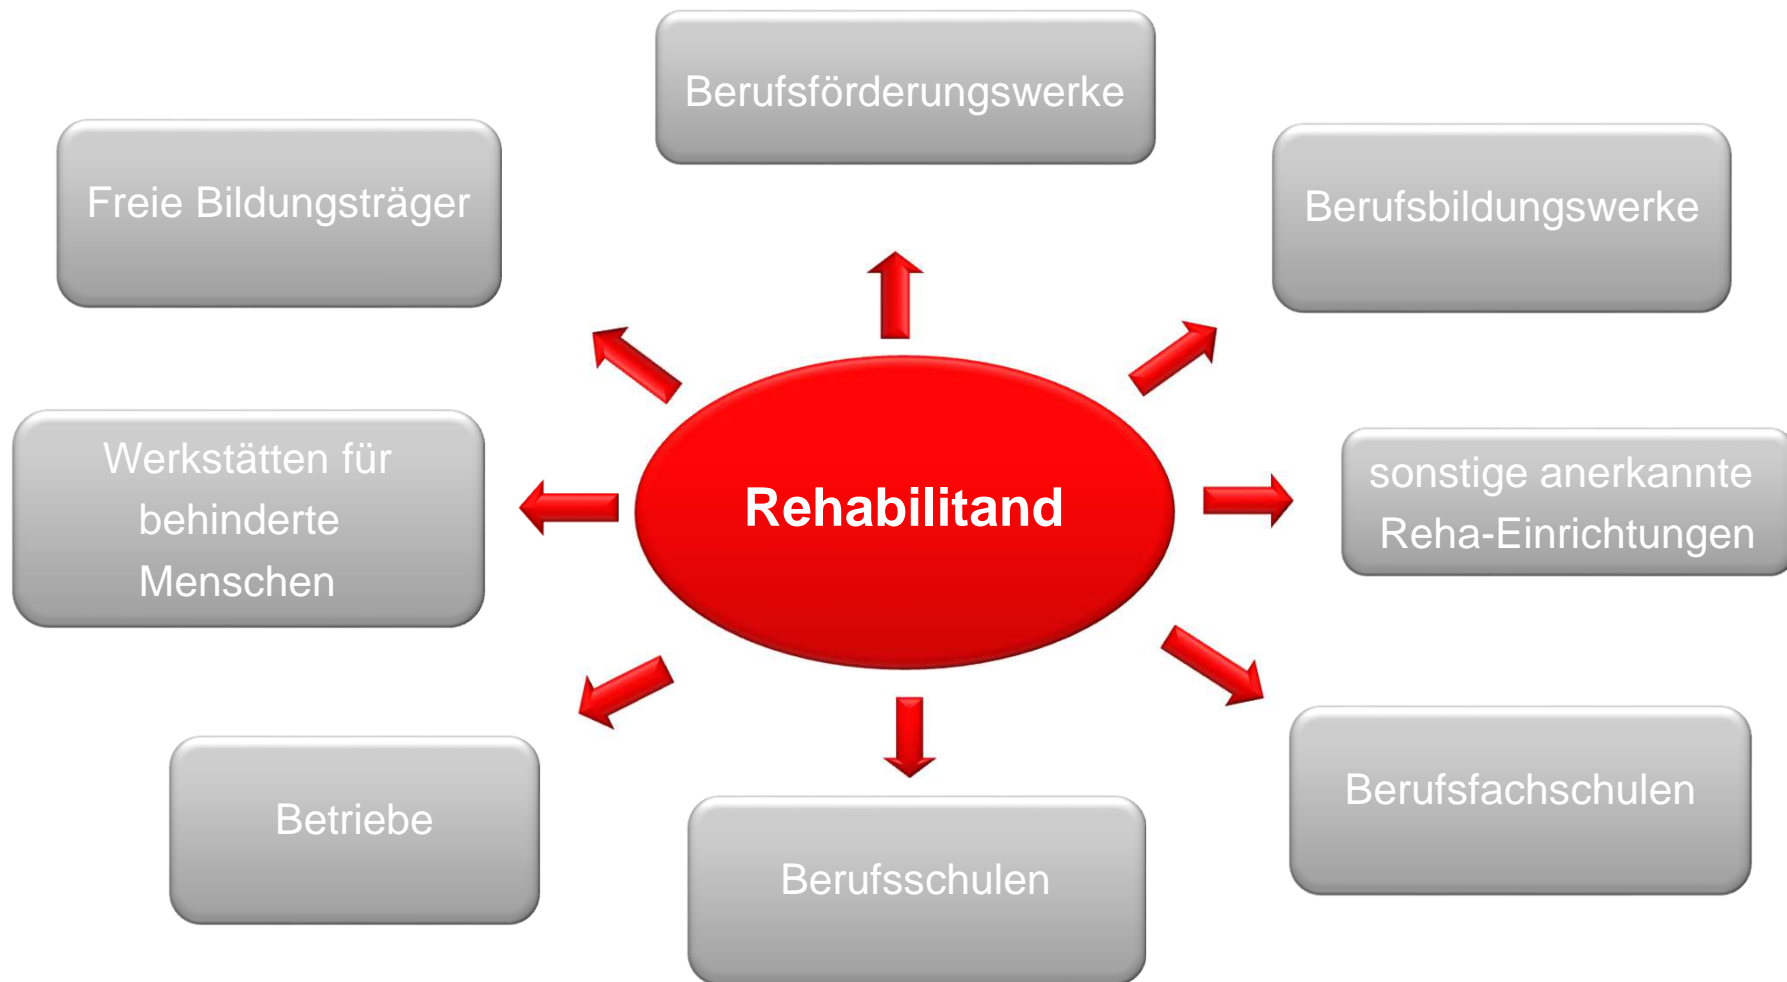 Berufsförderungswerke
Freie Bildungsträger
Berufsbildungswerke
Werkstätten für
behinderte
Menschen
Rehabilitand
sonstige anerkannte
Reha-Einrichtungen
Betriebe
Berufsschulen
Berufsfachschulen